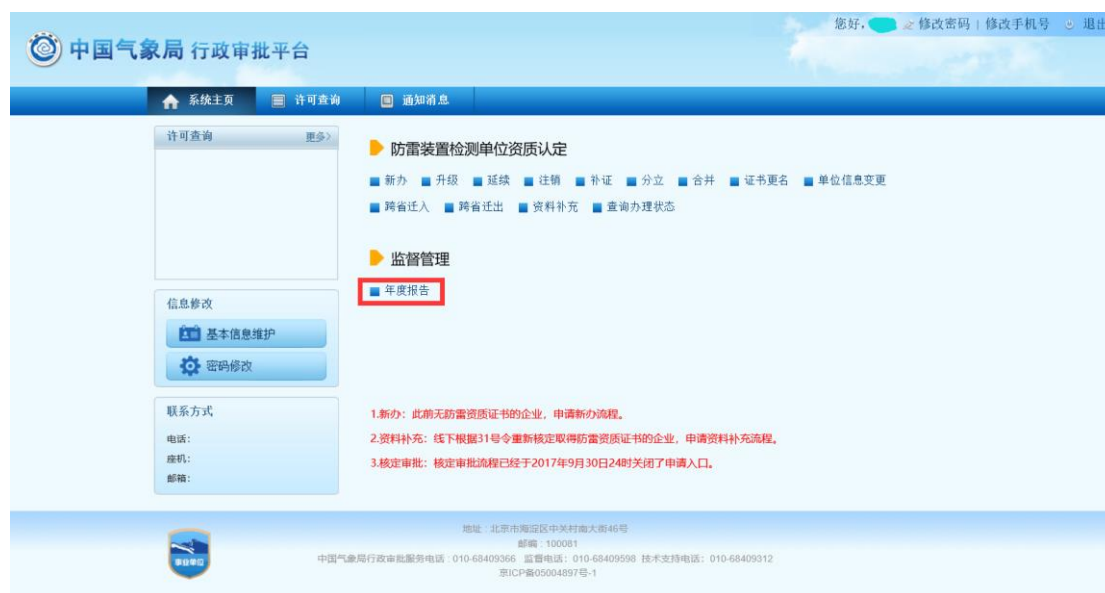 您好， 修改密码 | 修改手机号 退出
中国气象局 行政审批平台
系统主页 许可查询 通知消息
许可查询 更多>
防雷装置检测单位资质认定
新办 升级 延续 注销 补证 分立 合并 证书更名 单位信息变更
跨省迁入 跨省迁出 资料补充 查询办理状态
监督管理
年度报告
信息修改
基本信息维护
密码修改
联系方式
电话：
座机：
邮箱：
1.新办：此前无防雷资质证书的企业，申请新办流程。
2.资料补充：线下根据31号令重新核定取得防雷资质证书的企业，申请资料补充流程。
3.核定审批：核定审批流程已经于2017年9月30日24时关闭了申请入口。
事业单位
地址：北京市海淀区中关村南大街46号
邮编：100081
中国气象局行政审批服务电话：010-68409366 监督电话：010-68409598 技术支持电话：010-68409312
京ICP备05004897号-1